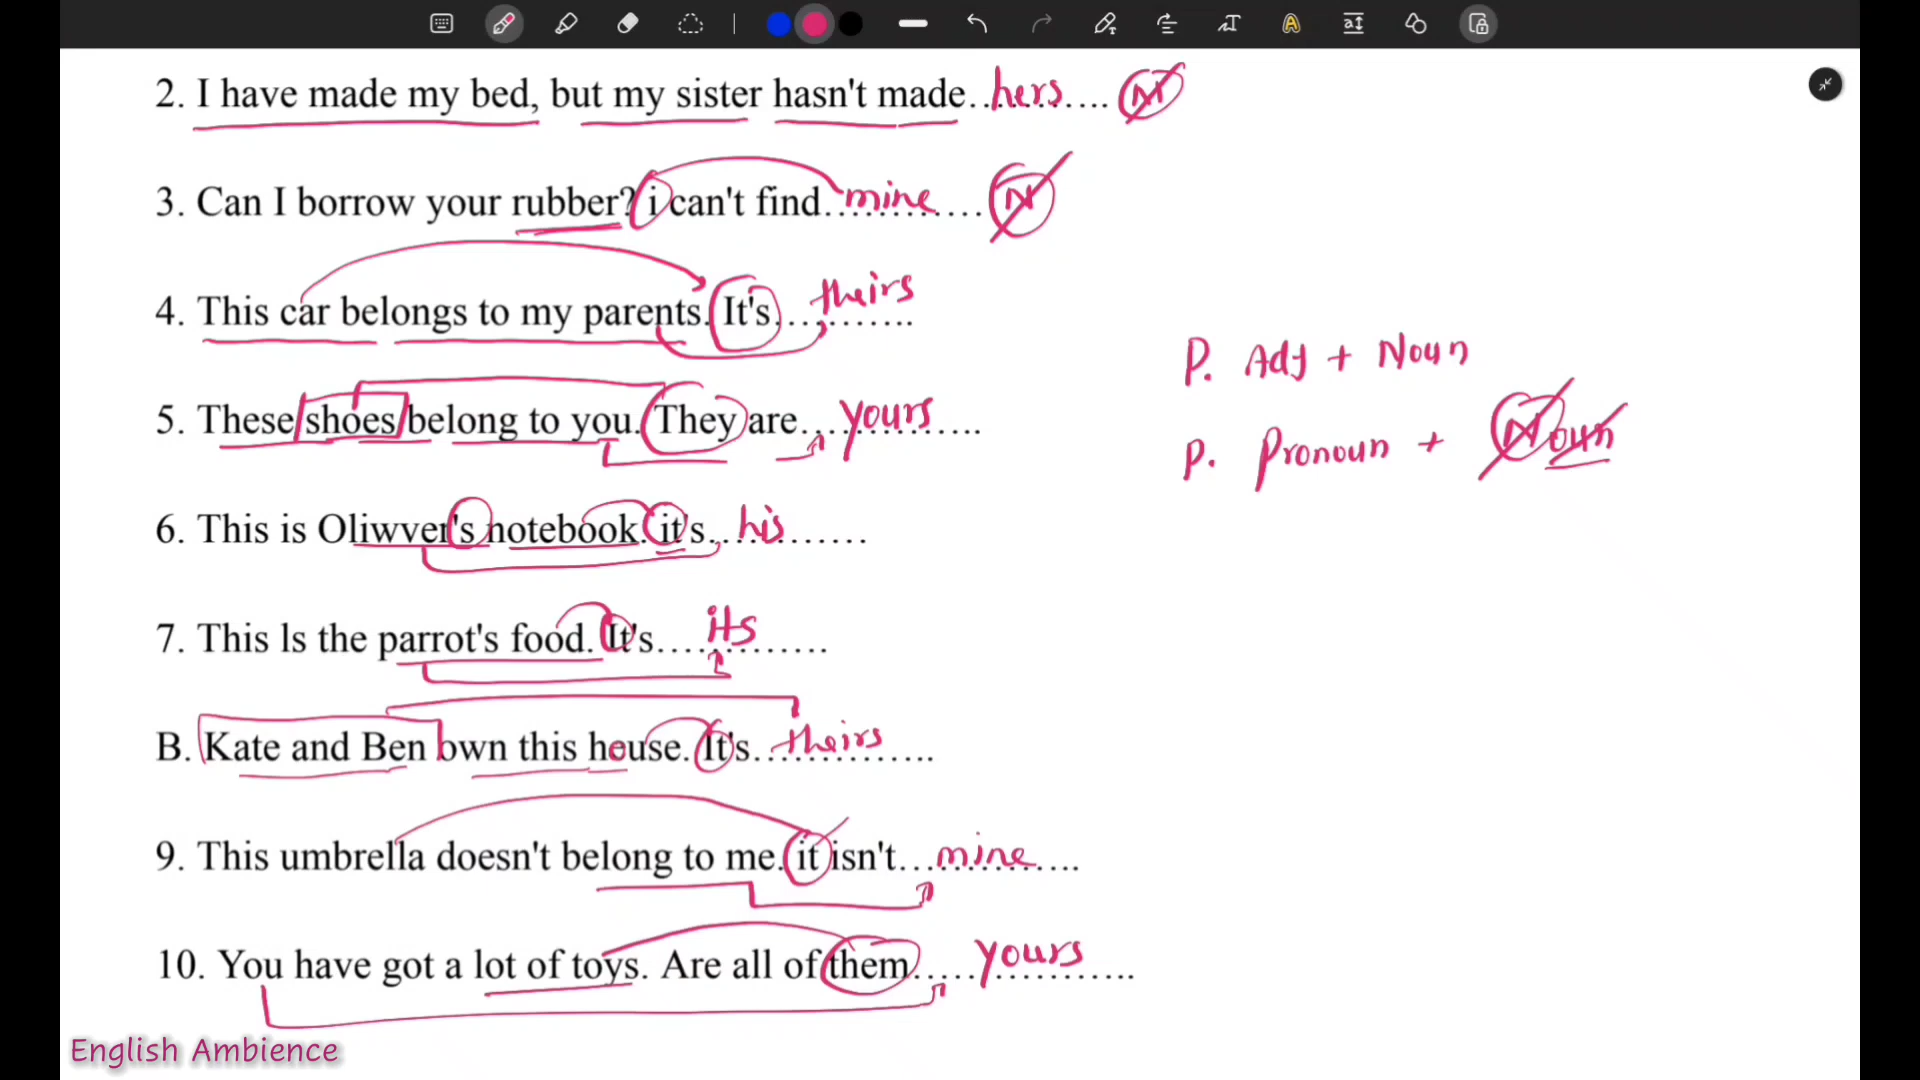 2. I have made my bed, but my sister hasn't made............. hers N
3. Can I borrow your rubber? i can't find............. mine N
4. This car belongs to my parents. It's............. theirs
P. Adj + Noun
5. These shoes belong to you. They are............. yours
P. Pronoun + Noun
6. This is Oliwver's notebook. it's............. his
7. This ls the parrot's food. It's............. its
B. Kate and Ben own this house. It's............. theirs
9. This umbrella doesn't belong to me. it isn't............. mine
10. You have got a lot of toys. Are all of them............. yours
English Ambience